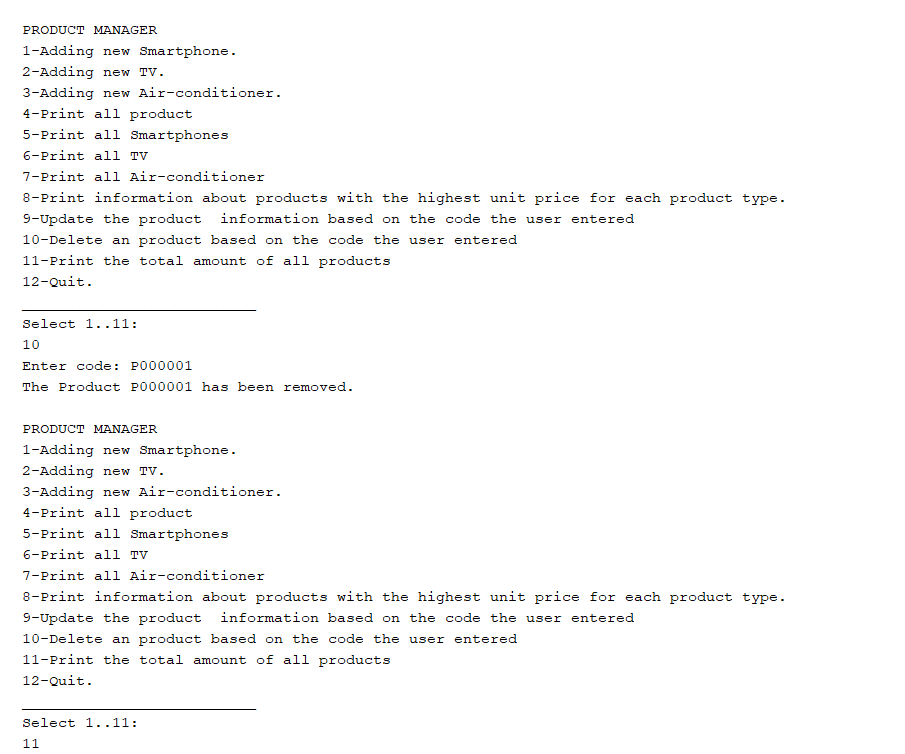 PRODUCT MANAGER
1-Adding new Smartphone.
2-Adding new TV.
3-Adding new Air-conditioner.
4-Print all product
5-Print all Smartphones
6-Print all TV
7-Print all Air-conditioner
8-Print information about products with the highest unit price for each product type.
9-Update the product  information based on the code the user entered
10-Delete an product based on the code the user entered
11-Print the total amount of all products
12-Quit.
__________________________
Select 1..11:
10
Enter code: P000001
The Product P000001 has been removed.

PRODUCT MANAGER
1-Adding new Smartphone.
2-Adding new TV.
3-Adding new Air-conditioner.
4-Print all product
5-Print all Smartphones
6-Print all TV
7-Print all Air-conditioner
8-Print information about products with the highest unit price for each product type.
9-Update the product  information based on the code the user entered
10-Delete an product based on the code the user entered
11-Print the total amount of all products
12-Quit.
__________________________
Select 1..11:
11